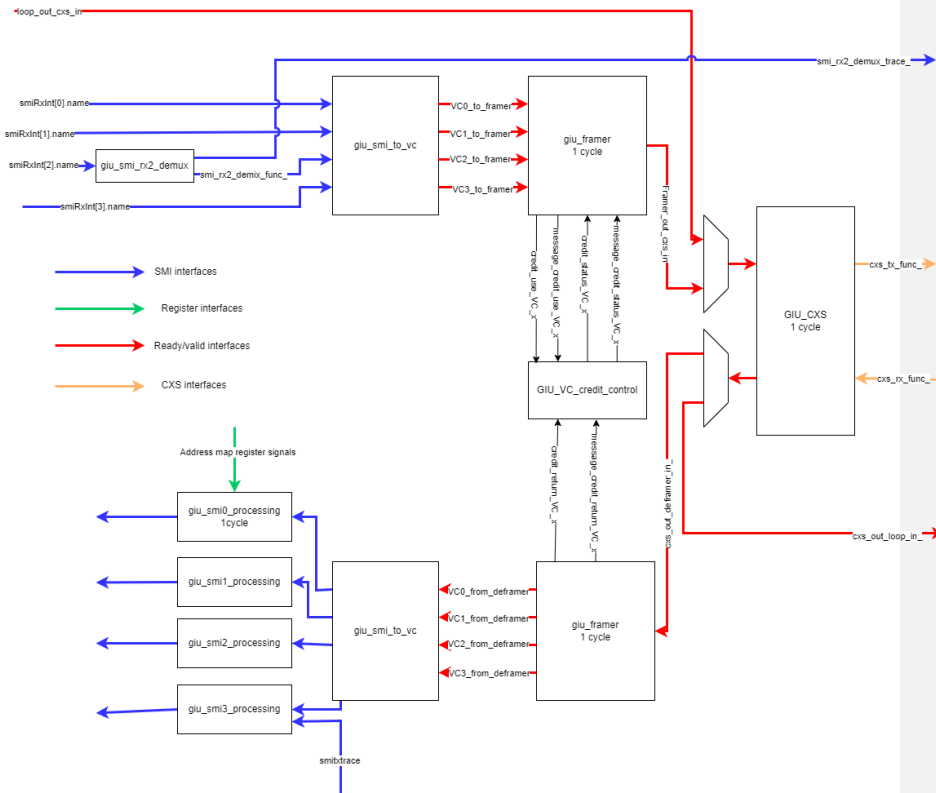 loop_out_cxs_in
smi_rx2_demux_trace_
smiRxInt[0].name
smiRxInt[1].name
smiRxInt[2].name
giu_smi_rx2_demux
smi_rx2_demix_func_
smiRxInt[3].name
giu_smi_to_vc
VC0_to_framer
VC1_to_framer
VC2_to_framer
VC3_to_framer
giu_framer
1 cycle
Framer_out_cxs_in
credit_use_VC_x
message_credit_use_VC_x
credit_status_VC_x
message_credit_status_VC_x
GIU_CXS
1 cycle
cxs_tx_func_
cxs_rx_func_
SMI interfaces
Register interfaces
Ready/valid interfaces
CXS interfaces
GIU_VC_credit_control
credit_return_VC_x
message_credit_return_VC_x
cxs_out_deframer_in_
cxs_out_loop_in_
Address map register signals
giu_smi0_processing
1cycle
giu_smi1_processing
giu_smi2_processing
giu_smi3_processing
giu_smi_to_vc
VC0_from_deframer
VC1_from_deframer
VC2_from_deframer
VC3_from_deframer
giu_framer
1 cycle
smitxtrace